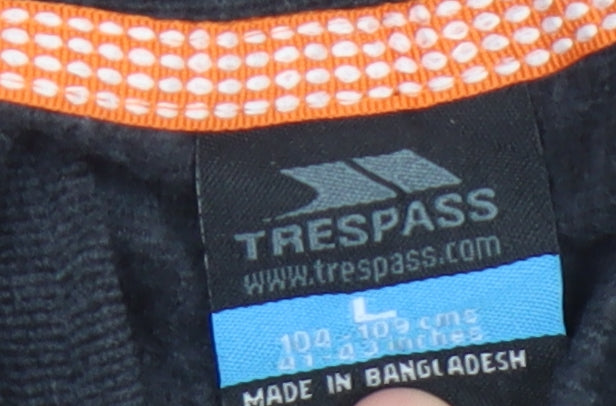 TRESPASS
www.trespass.com
L
104 - 109 cms
41-43 inches
MADE IN BANGLADESH